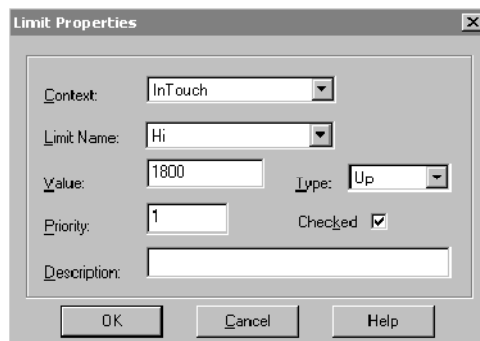 Limit Properties
Context: InTouch
Limit Name: Hi
Value: 1800 Type: Up
Priority: 1 Checked
Description:
OK Cancel Help